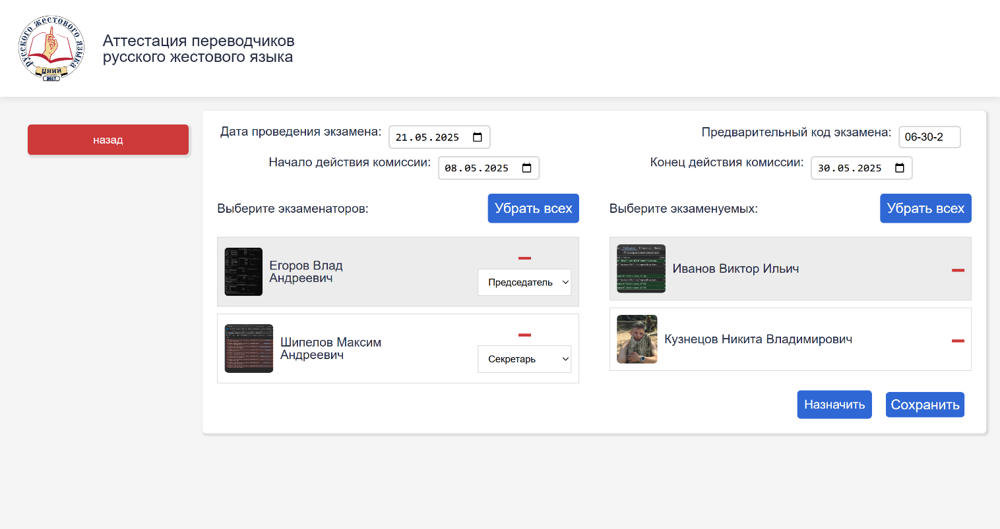 русского жестового языка
ЦНИИ
2017
Аттестация переводчиков
русского жестового языка
назад
Дата проведения экзамена: 21.05.2025
Предварительный код экзамена: 06-30-2
Начало действия комиссии: 08.05.2025
Конец действия комиссии: 30.05.2025
Выберите экзаменаторов:
Убрать всех
Егоров Влад
Андреевич
Председатель
Шипелов Максим
Андреевич
Секретарь
Выберите экзаменуемых:
Убрать всех
Иванов Виктор Ильич
Кузнецов Никита Владимирович
Назначить
Сохранить